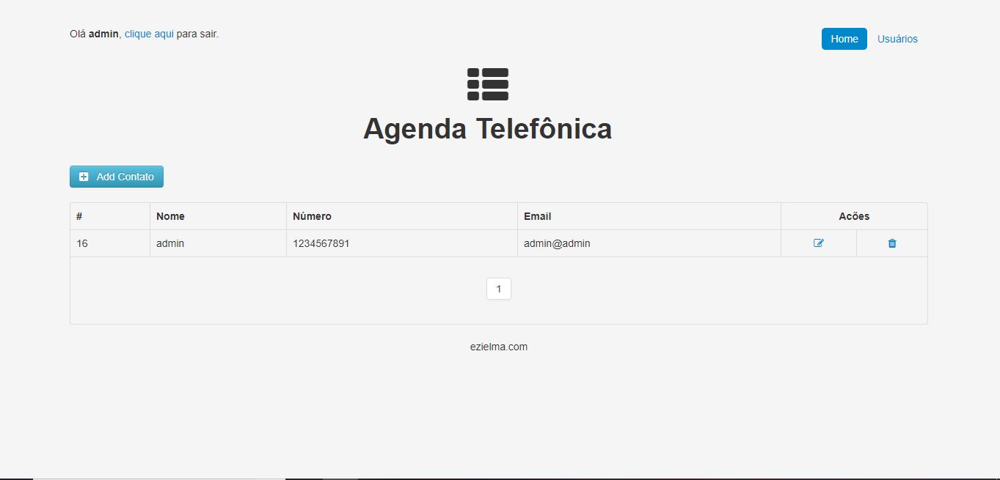 Olá admin, clique aqui para sair.
Home Usuários
Agenda Telefônica
Add Contato
# Nome Número Email Acões
16 admin 1234567891 admin@admin
1
ezielma.com